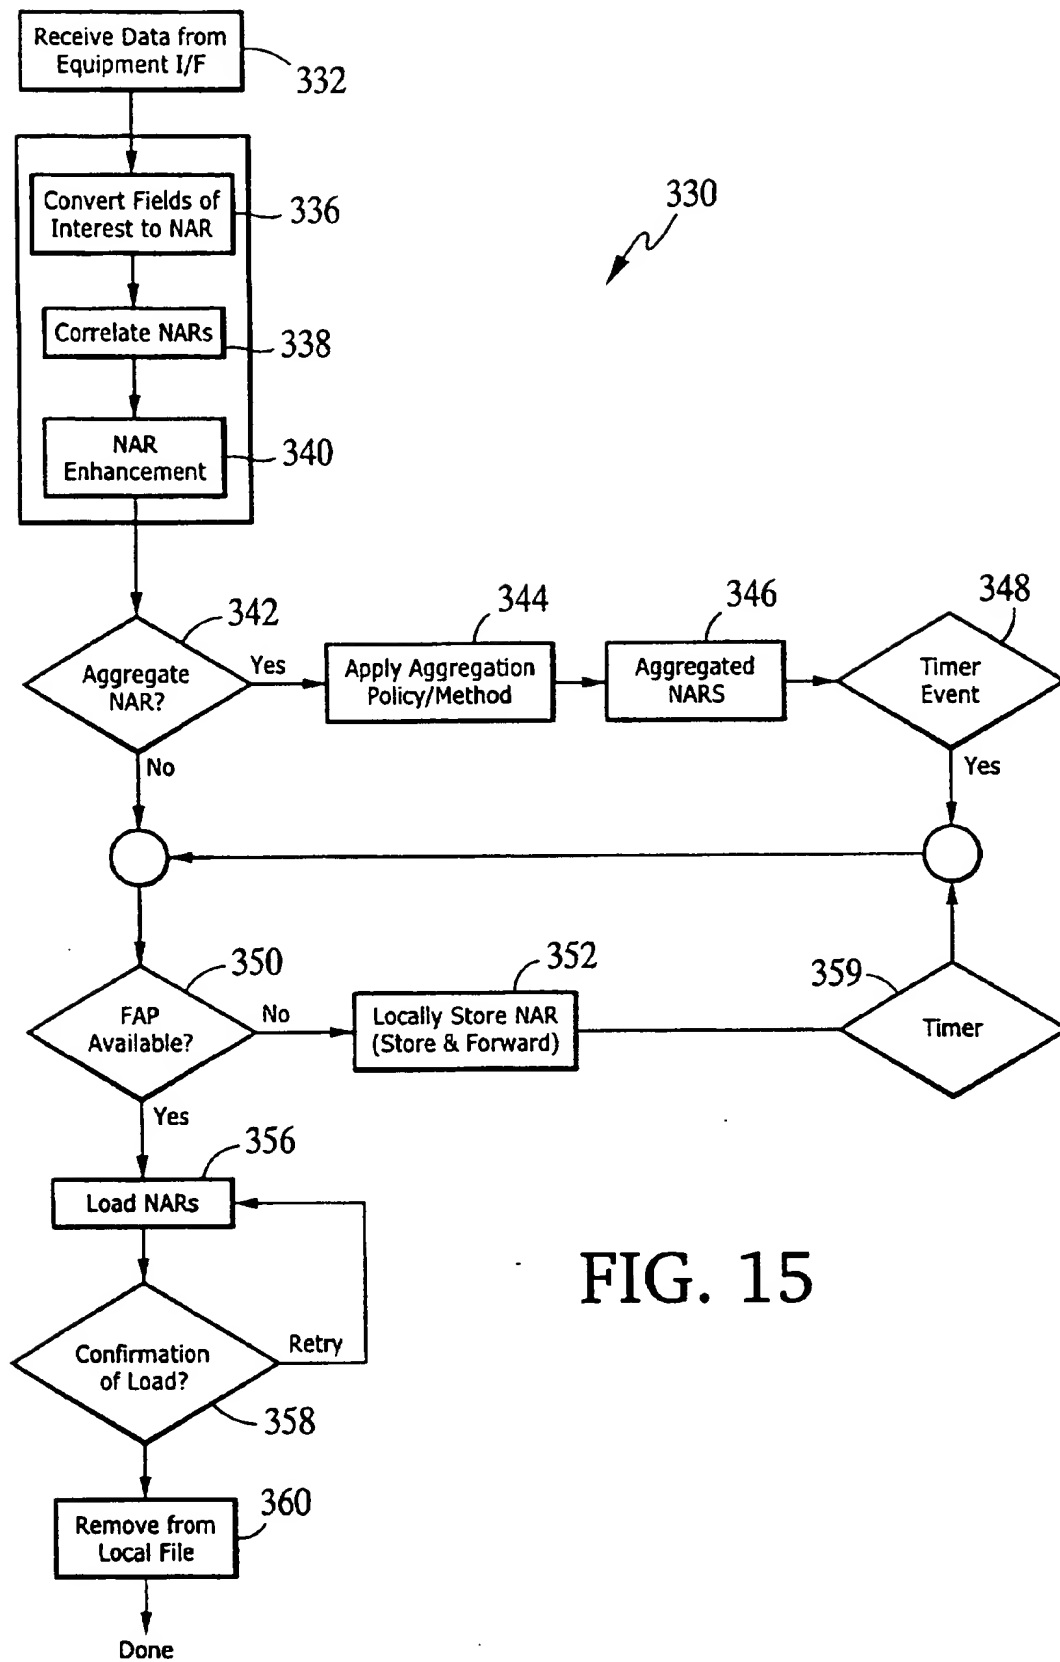 Receive Data from
Equipment I/F
332
330
Convert Fields of
Interest to NAR
336
Correlate NARs
338
NAR
Enhancement
340
342
344
346
348
Aggregate
NAR?
Yes
Apply Aggregation
Policy/Method
Aggregated
NARS
Timer
Event
No
Yes
350
352
359
FAP
Available?
No
Locally Store NAR
(Store & Forward)
Timer
Yes
356
Load NARs
FIG. 15
Confirmation
of Load?
Retry
358
360
Remove from
Local File
Done